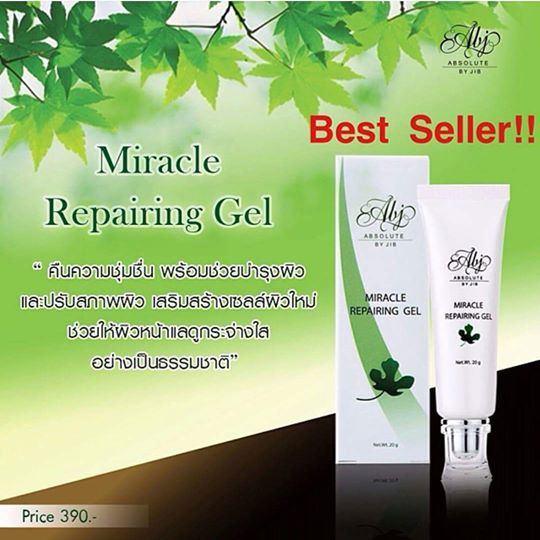 Abj
ABSOLUTE
BY JIB
Best Seller!!
Miracle
Repairing Gel
“ คืนความชุ่มชื่น พร้อมช่วยบำรุงผิว
และปรับสภาพผิว เสริมสร้างเซลล์ผิวใหม่
ช่วยให้ผิวหน้าแลดูกระจ่างใส
อย่างเป็นธรรมชาติ”
Abj
ABSOLUTE
BY JIB
MIRACLE
REPAIRING GEL
Net.Wt. 20 g
Abj
ABSOLUTE
BY JIB
MIRACLE
REPAIRING GEL
Net.Wt. 20 g
Price 390.-